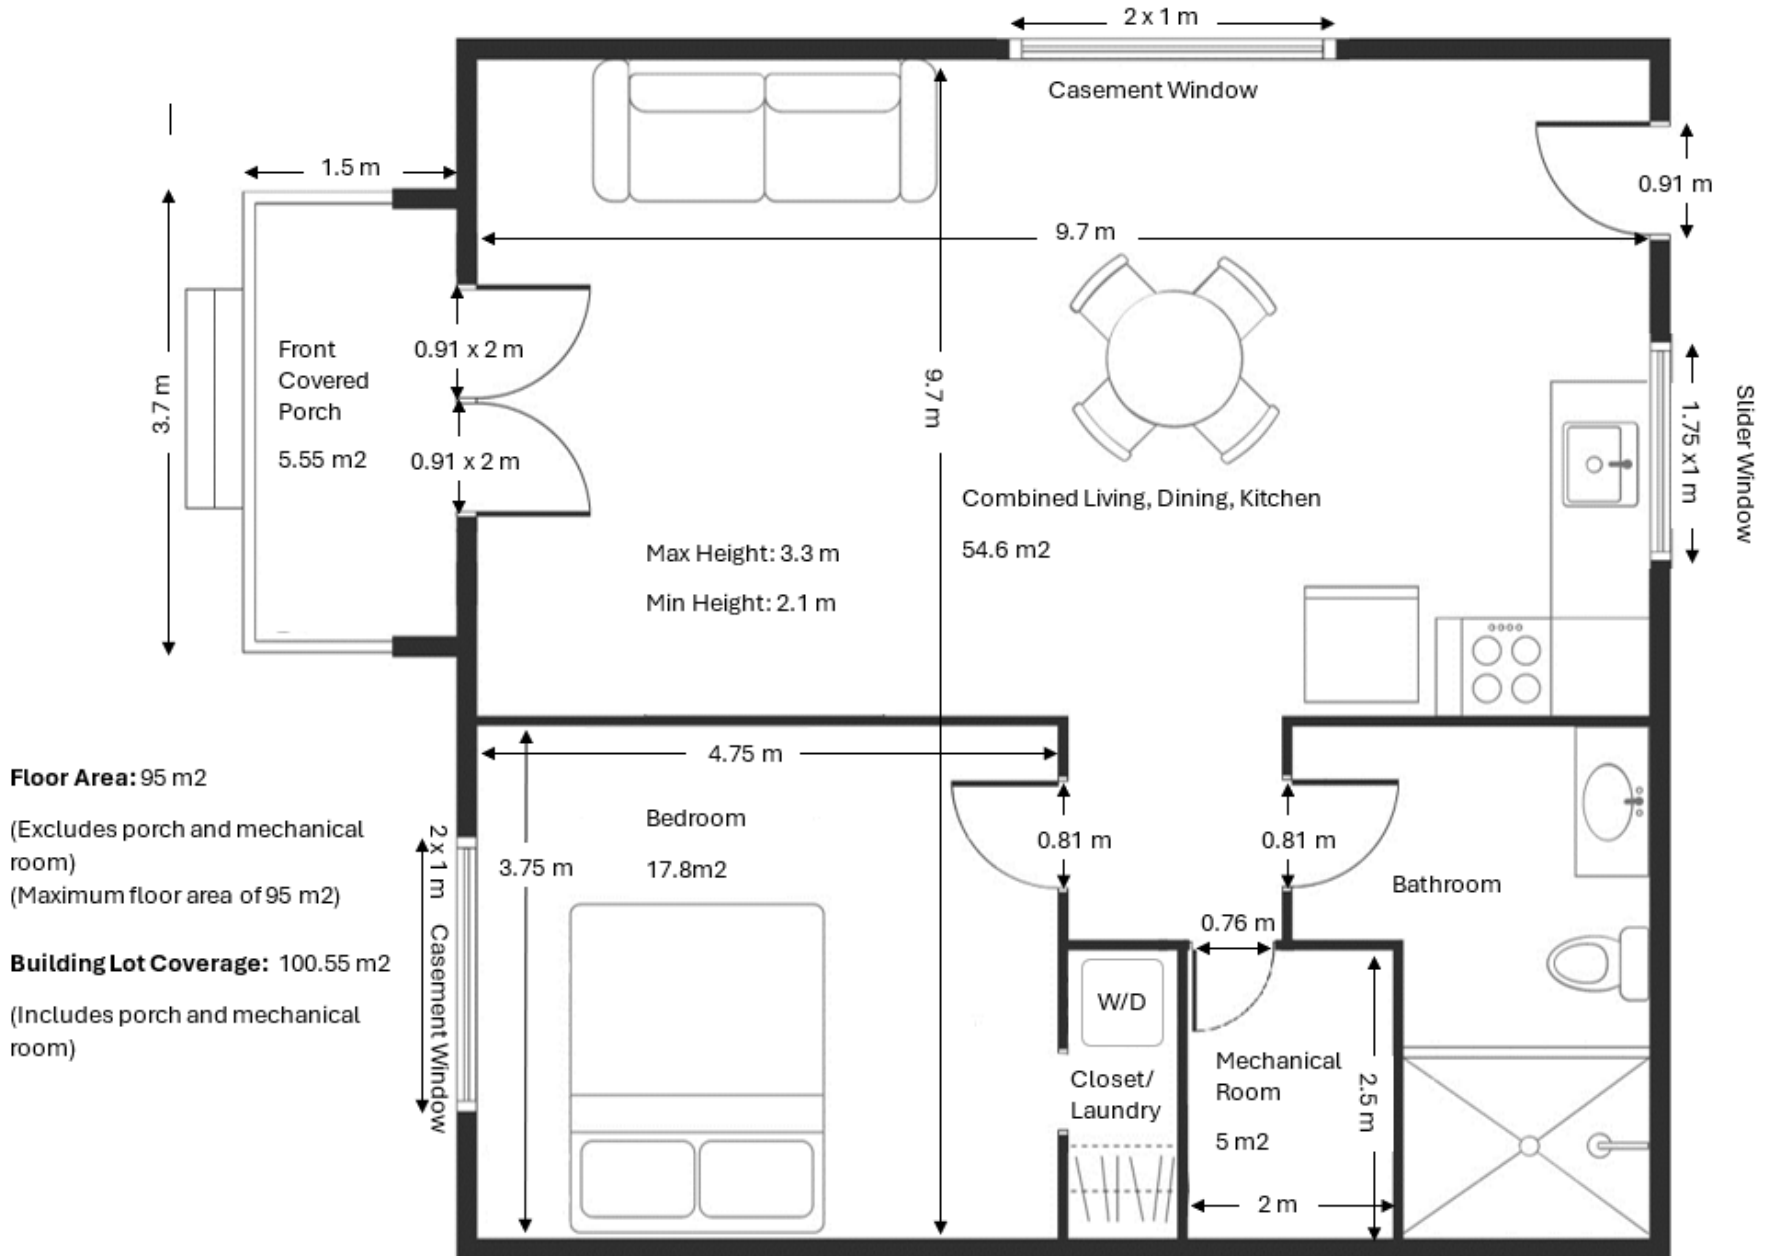 2 x 1 m
Casement Window
1.5 m
0.91 m
9.7 m
3.7 m
Front
Covered
Porch
5.55 m2
0.91 x 2 m
0.91 x 2 m
9.7 m
1.75 x1 m
Slider Window
Combined Living, Dining, Kitchen
54.6 m2
Max Height: 3.3 m
Min Height: 2.1 m
4.75 m
Floor Area: 95 m2
(Excludes porch and mechanical
room)
(Maximum floor area of 95 m2)
Building Lot Coverage: 100.55 m2
(Includes porch and mechanical
room)
2 x 1 m Casement Window
3.75 m
Bedroom
17.8m2
0.81 m
0.81 m
Bathroom
0.76 m
W/D
Closet/
Laundry
Mechanical
Room
5 m2
2.5 m
2 m